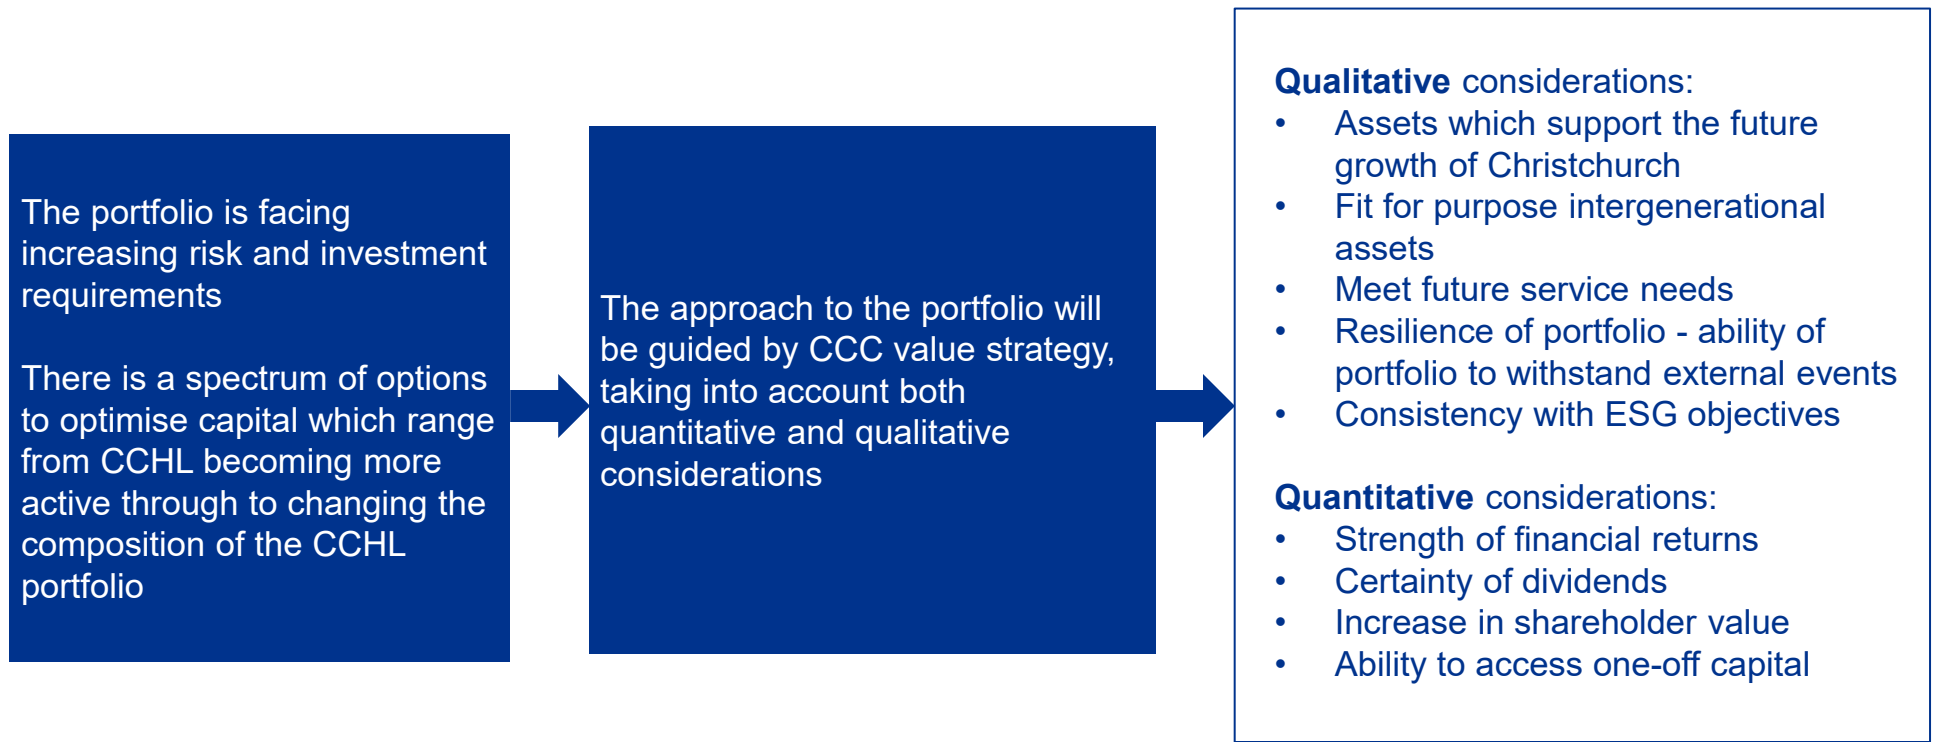 The portfolio is facing
increasing risk and investment
requirements
There is a spectrum of options
to optimise capital which range
from CCHL becoming more
active through to changing the
composition of the CCHL
portfolio
The approach to the portfolio will
be guided by CCC value strategy,
taking into account both
quantitative and qualitative
considerations
Qualitative considerations:
• Assets which support the future
growth of Christchurch
• Fit for purpose intergenerational
assets
• Meet future service needs
• Resilience of portfolio - ability of
portfolio to withstand external events
• Consistency with ESG objectives
Quantitative considerations:
• Strength of financial returns
• Certainty of dividends
• Increase in shareholder value
• Ability to access one-off capital